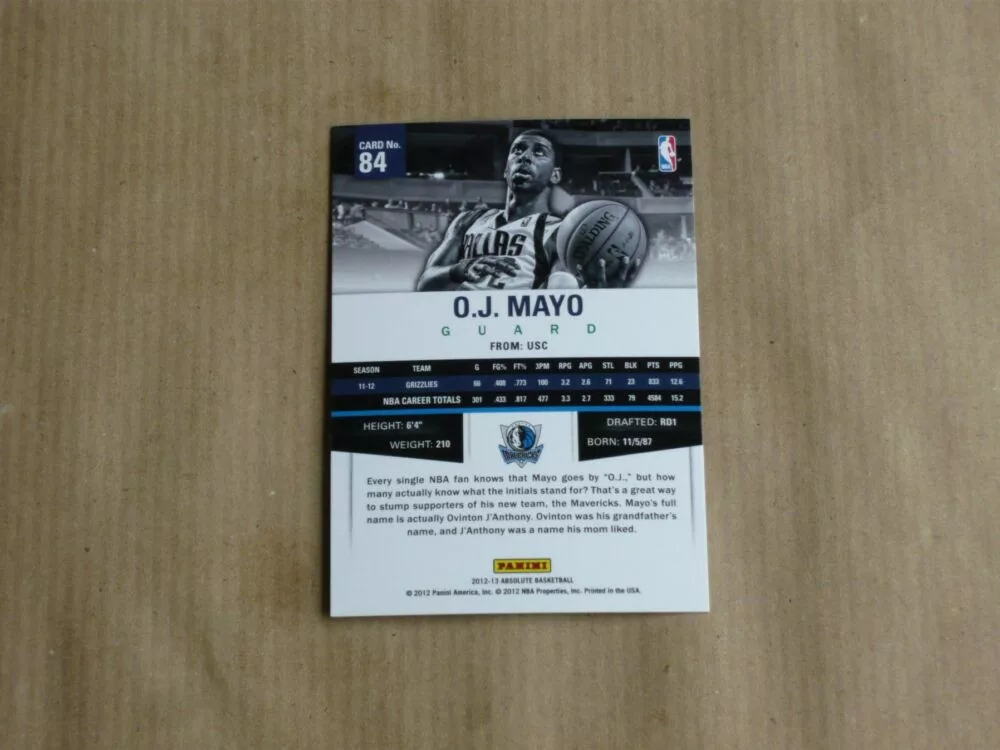 CARD No.
84
NBA
DALLAS
SPALDING
O.J. MAYO
GUARD
FROM: USC
SEASON TEAM G FG% FT% 3PM RPG APG STL BLK PTS PPG
11-12 GRIZZLIES 66 .408 .773 100 3.2 2.6 71 23 833 12.6
NBA CAREER TOTALS 301 .433 .817 477 3.3 2.7 333 79 4584 15.2
HEIGHT: 6'4"
WEIGHT: 210
DRAFTED: RD1
BORN: 11/5/87
MAVERICKS
Every single NBA fan knows that Mayo goes by "O.J.," but how
many actually know what the initials stand for? That's a great way
to stump supporters of his new team, the Mavericks. Mayo's full
name is actually Ovinton J'Anthony. Ovinton was his grandfather's
name, and J'Anthony was a name his mom liked.
PANINI
2012-13 ABSOLUTE BASKETBALL
© 2012 Panini America, Inc. © 2012 NBA Properties, Inc. Printed in the USA.